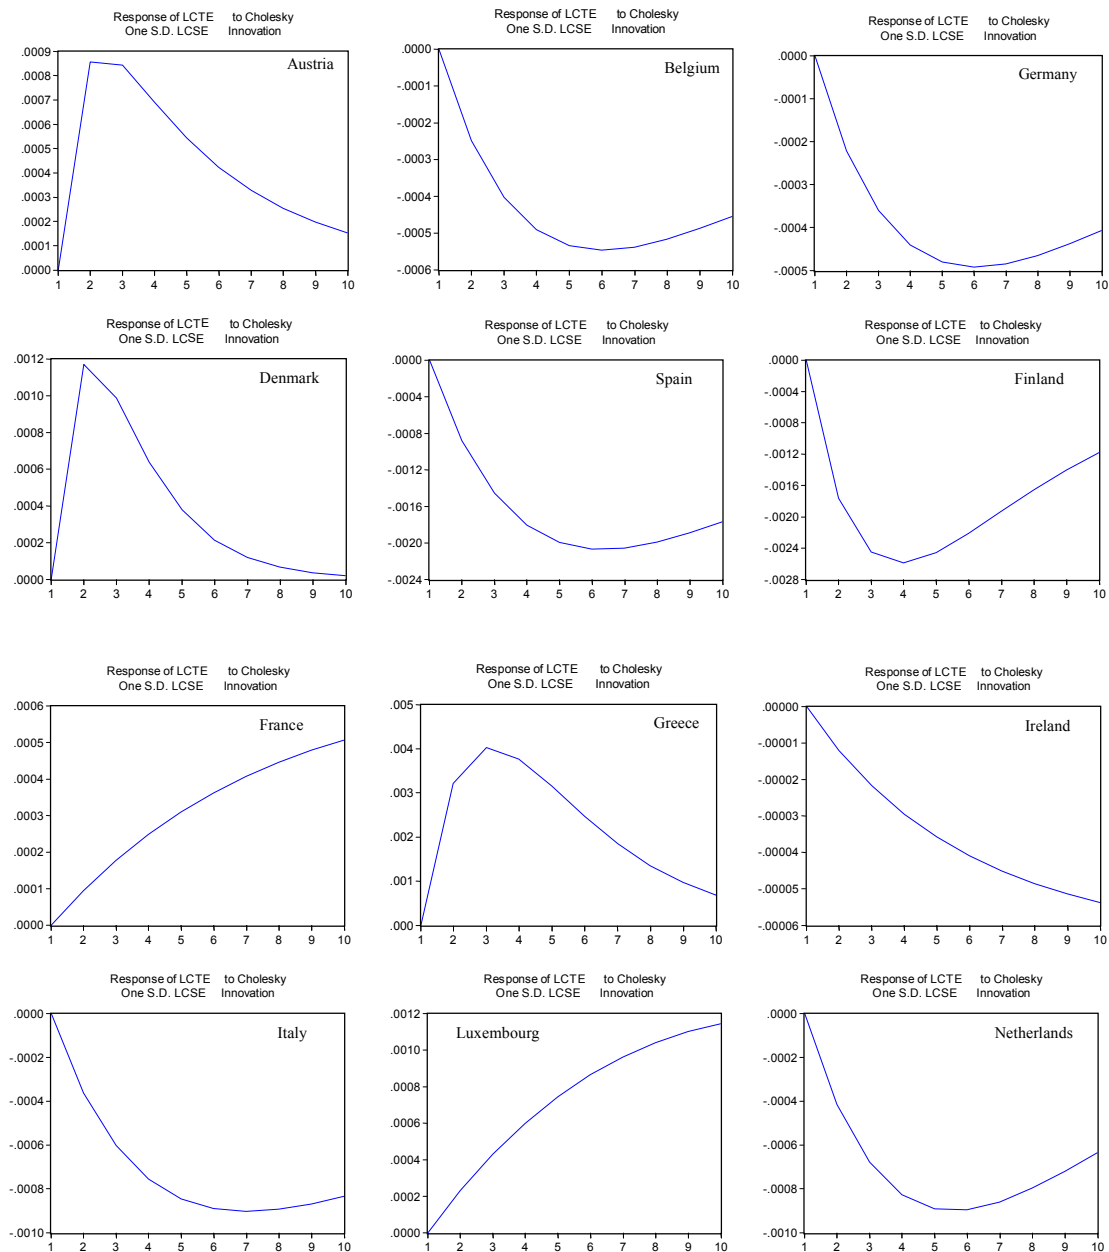 Response of LCTE to Cholesky
One S.D. LCSE Innovation
Austria
.0009
.0008
.0007
.0006
.0005
.0004
.0003
.0002
.0001
.0000
1 2 3 4 5 6 7 8 9 10
Response of LCTE to Cholesky
One S.D. LCSE Innovation
Belgium
.0000
-.0001
-.0002
-.0003
-.0004
-.0005
-.0006
1 2 3 4 5 6 7 8 9 10
Response of LCTE to Cholesky
One S.D. LCSE Innovation
Germany
.0000
-.0001
-.0002
-.0003
-.0004
-.0005
1 2 3 4 5 6 7 8 9 10
Response of LCTE to Cholesky
One S.D. LCSE Innovation
Denmark
.0012
.0010
.0008
.0006
.0004
.0002
.0000
1 2 3 4 5 6 7 8 9 10
Response of LCTE to Cholesky
One S.D. LCSE Innovation
Spain
.0000
-.0004
-.0008
-.0012
-.0016
-.0020
-.0024
1 2 3 4 5 6 7 8 9 10
Response of LCTE to Cholesky
One S.D. LCSE Innovation
Finland
.0000
-.0004
-.0008
-.0012
-.0016
-.0020
-.0024
-.0028
1 2 3 4 5 6 7 8 9 10
Response of LCTE to Cholesky
One S.D. LCSE Innovation
France
.0006
.0005
.0004
.0003
.0002
.0001
.0000
1 2 3 4 5 6 7 8 9 10
Response of LCTE to Cholesky
One S.D. LCSE Innovation
Greece
.005
.004
.003
.002
.001
.000
1 2 3 4 5 6 7 8 9 10
Response of LCTE to Cholesky
One S.D. LCSE Innovation
Ireland
.00000
-.00001
-.00002
-.00003
-.00004
-.00005
-.00006
1 2 3 4 5 6 7 8 9 10
Response of LCTE to Cholesky
One S.D. LCSE Innovation
Italy
.0000
-.0002
-.0004
-.0006
-.0008
-.0010
1 2 3 4 5 6 7 8 9 10
Response of LCTE to Cholesky
One S.D. LCSE Innovation
Luxembourg
.0012
.0010
.0008
.0006
.0004
.0002
.0000
1 2 3 4 5 6 7 8 9 10
Response of LCTE to Cholesky
One S.D. LCSE Innovation
Netherlands
.0000
-.0002
-.0004
-.0006
-.0008
-.0010
1 2 3 4 5 6 7 8 9 10